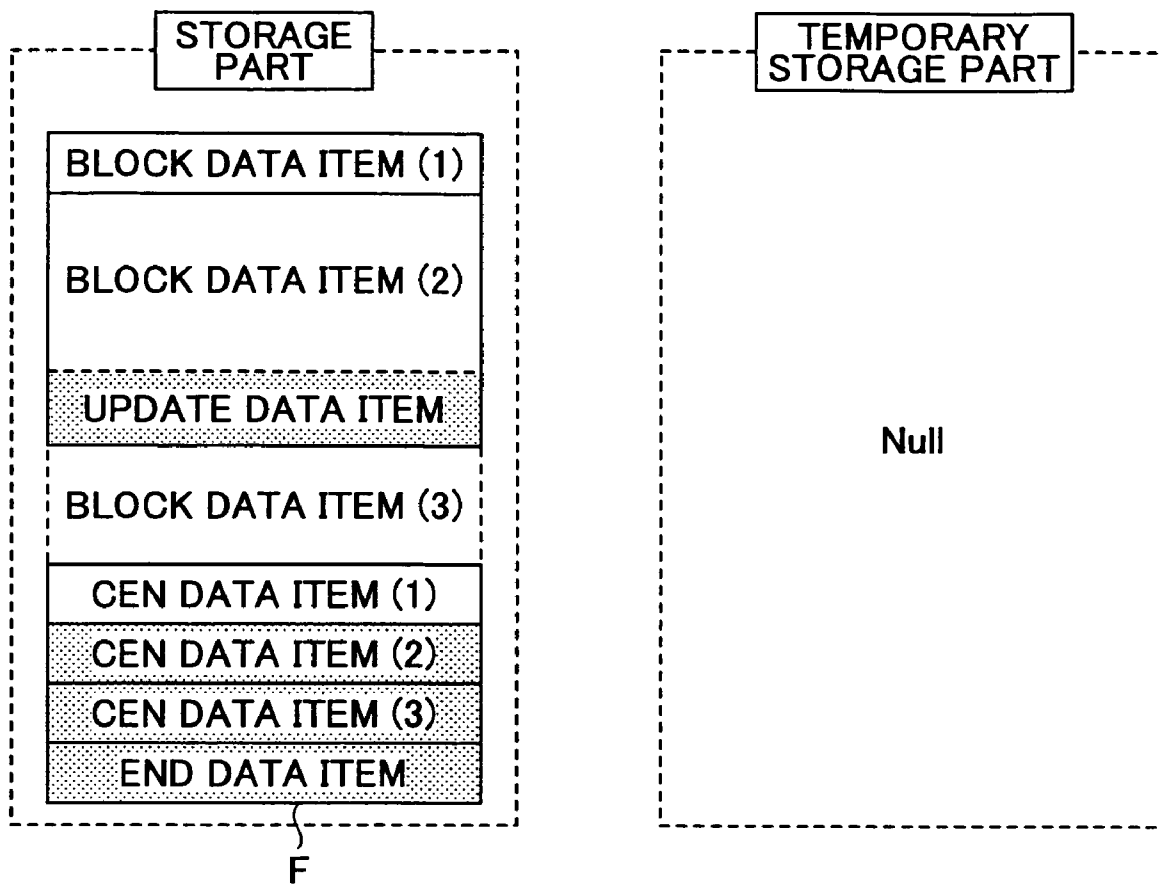 STORAGE
PART
BLOCK DATA ITEM (1)
BLOCK DATA ITEM (2)
UPDATE DATA ITEM
BLOCK DATA ITEM (3)
CEN DATA ITEM (1)
CEN DATA ITEM (2)
CEN DATA ITEM (3)
END DATA ITEM
F
TEMPORARY
STORAGE PART
Null